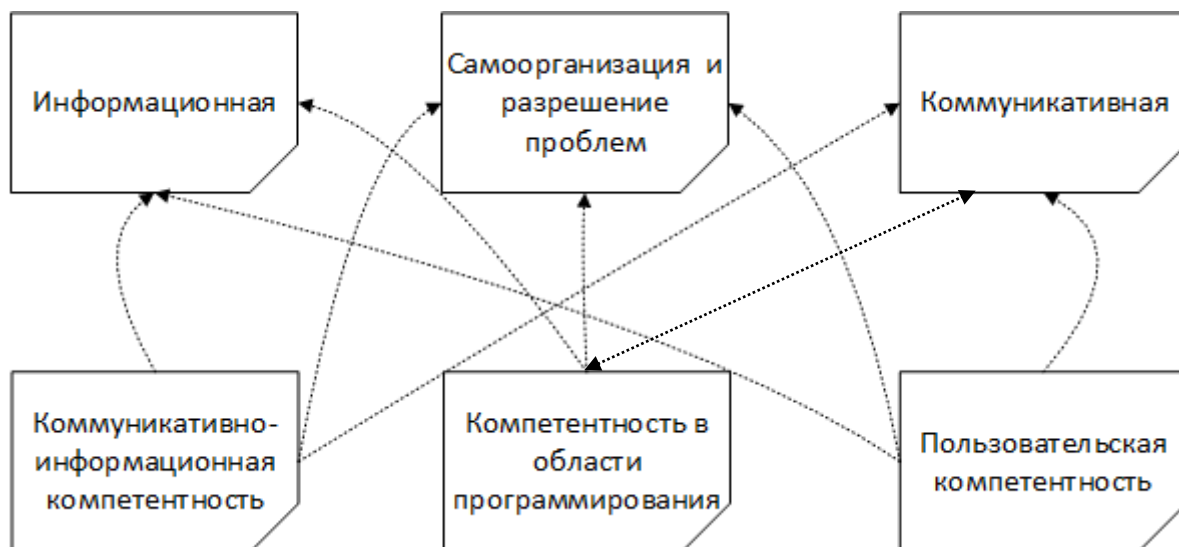 Информационная
Самоорганизация и
разрешение
проблем
Коммуникативная
Коммуникативно-
информационная
компетентность
Компетентность в
области
программирования
Пользовательская
компетентность